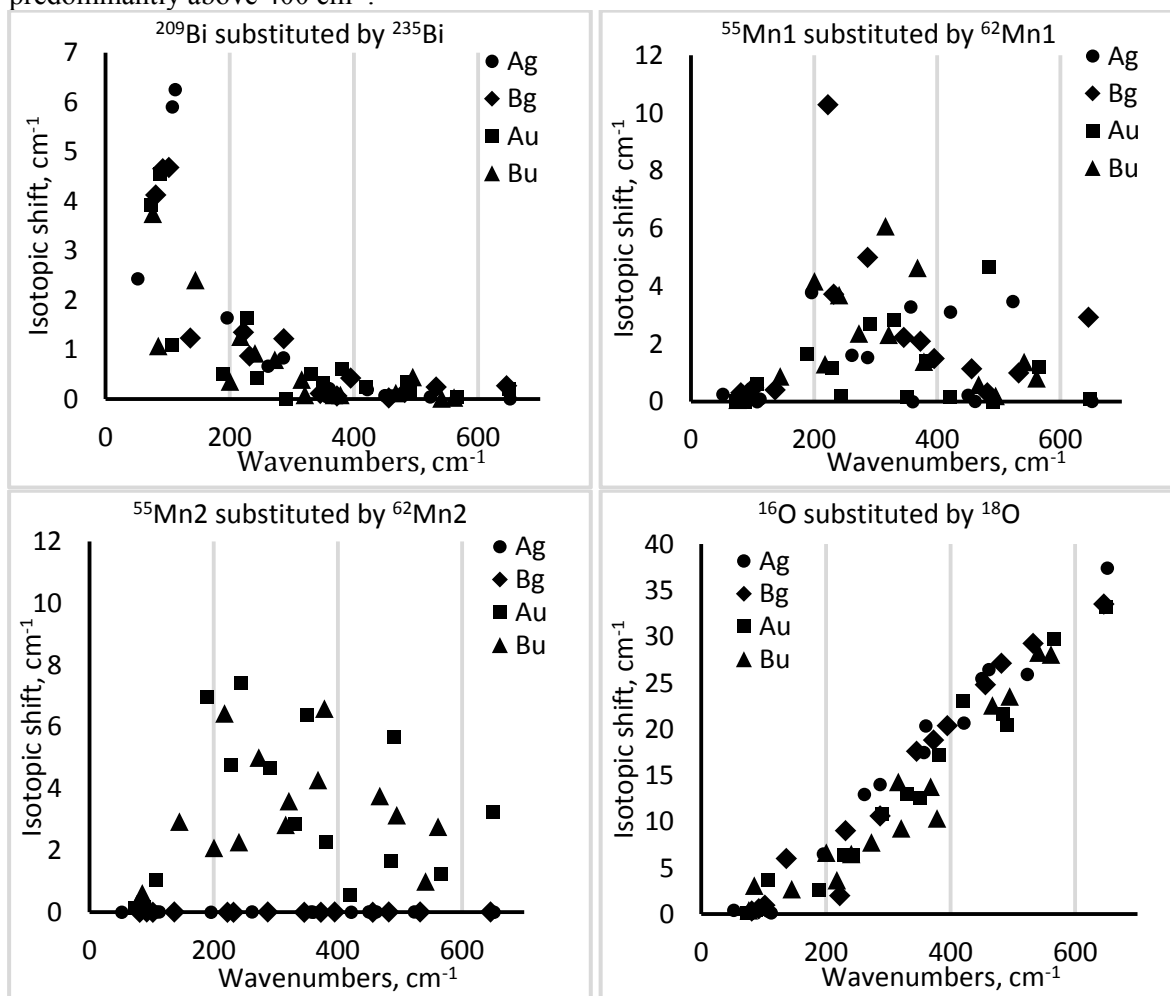 predominantly above 400 cm⁻¹.
²⁰⁹Bi substituted by ²³⁵Bi
7
6
5
4
3
2
1
0
0
200
400
600
Isotopic shift, cm⁻¹
Wavenumbers, cm⁻¹
Ag
Bg
Au
Bu
⁵⁵Mn1 substituted by ⁶²Mn1
12
10
8
6
4
2
0
0
200
400
600
Isotopic shift, cm⁻¹
Wavenumbers, cm⁻¹
Ag
Bg
Au
Bu
⁵⁵Mn2 substituted by ⁶²Mn2
12
10
8
6
4
2
0
0
200
400
600
Isotopic shift, cm⁻¹
Wavenumbers, cm⁻¹
Ag
Bg
Au
Bu
¹⁶O substituted by ¹⁸O
40
35
30
25
20
15
10
5
0
0
200
400
600
Isotopic shift, cm⁻¹
Wavenumbers, cm⁻¹
Ag
Bg
Au
Bu